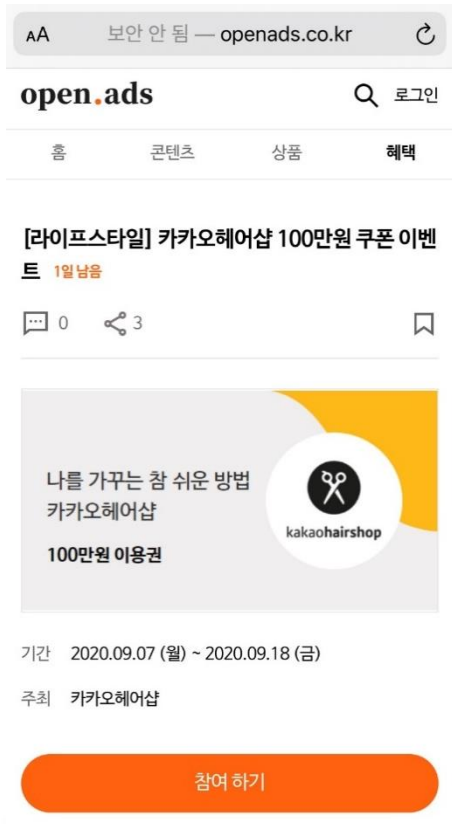 AA 보안 안 됨 — openads.co.kr
open.ads 로그인
홈 콘텐츠 상품 혜택
[라이프스타일] 카카오헤어샵 100만원 쿠폰 이벤
트 1일 남음
0 3
나를 가꾸는 참 쉬운 방법
카카오헤어샵
100만원 이용권
kakaohairshop
기간 2020.09.07 (월) ~ 2020.09.18 (금)
주최 카카오헤어샵
참여 하기